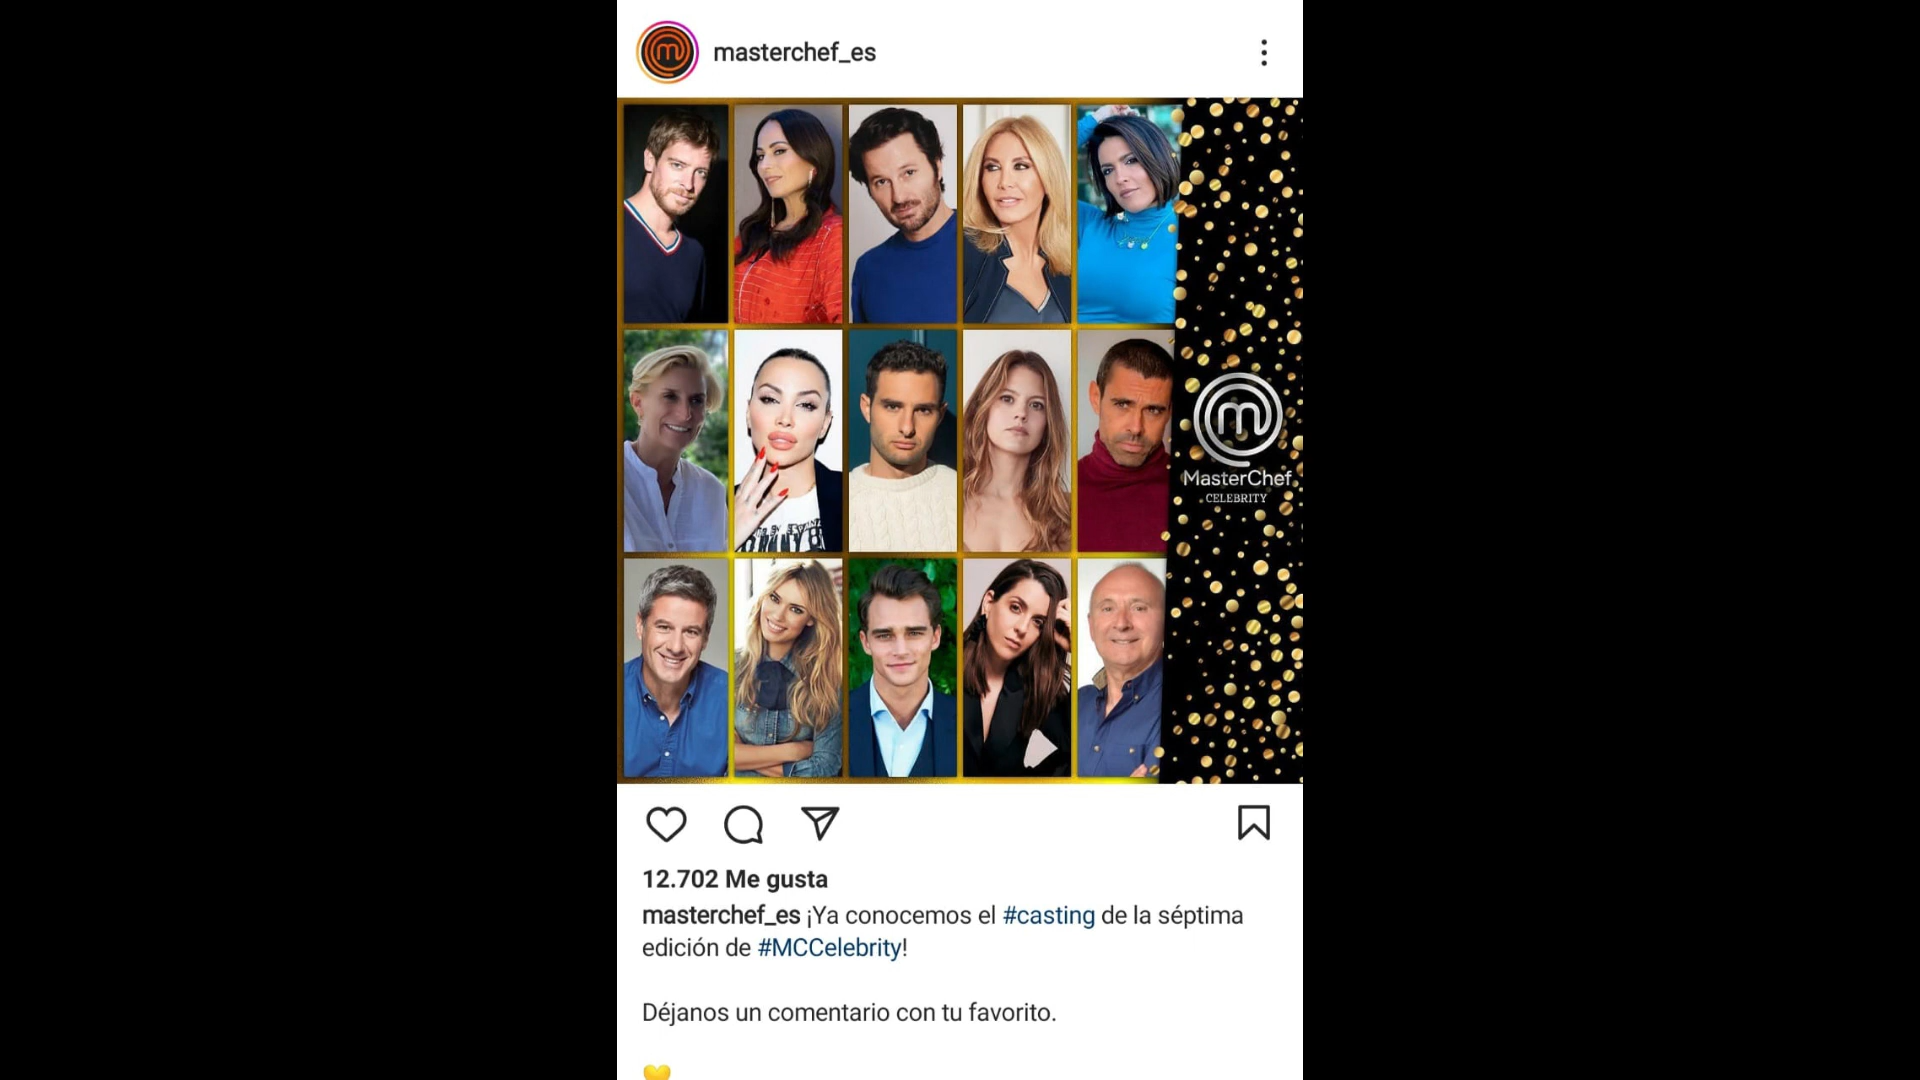 masterchef_es
MasterChef
CELEBRITY
12.702 Me gusta
masterchef_es ¡Ya conocemos el #casting de la séptima
edición de #MCCelebrity!
Déjanos un comentario con tu favorito.